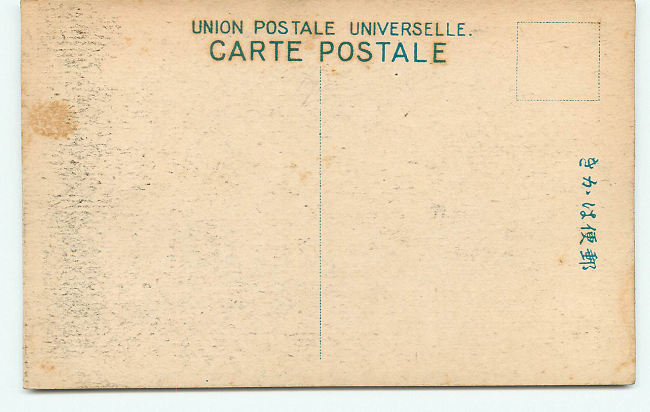 UNION POSTALE UNIVERSELLE.
CARTE POSTALE
郵便はかき